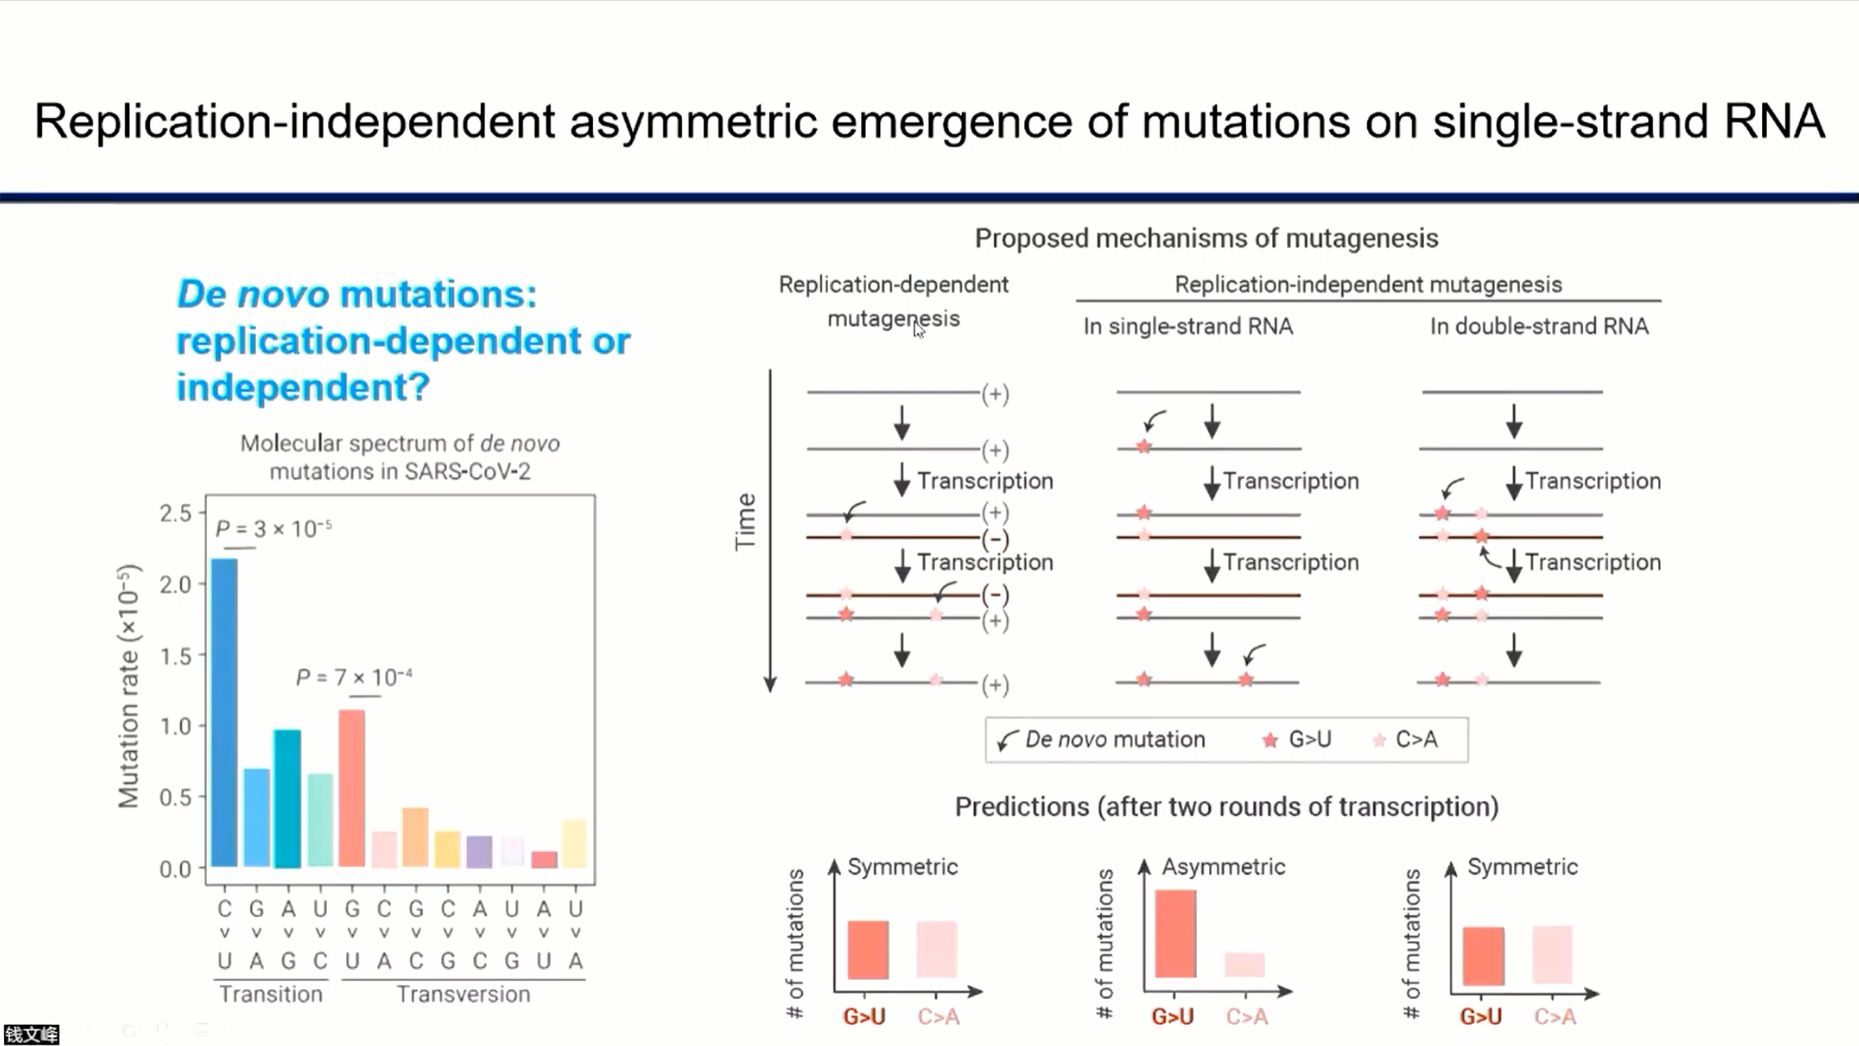 Replication-independent asymmetric emergence of mutations on single-strand RNA
De novo mutations:
replication-dependent or
independent?
Molecular spectrum of de novo
mutations in SARS-CoV-2
Mutation rate (×10⁻⁵)
2.5
2.0
1.5
1.0
0.5
0.0
P = 3 × 10⁻⁵
P = 7 × 10⁻⁴
C G A U G C G C A U A U
> > > > > > > > > > > >
U A G C U A C G C G U A
Transition
Transversion
Proposed mechanisms of mutagenesis
Replication-dependent
mutagenesis
Replication-independent mutagenesis
In single-strand RNA
In double-strand RNA
Time
(+)
(+)
Transcription
Transcription
Transcription
(+)
(−)
Transcription
Transcription
Transcription
(−)
(+)
(+)
De novo mutation
G>U
C>A
Predictions (after two rounds of transcription)
# of mutations
Symmetric
G>U
C>A
# of mutations
Asymmetric
G>U
C>A
# of mutations
Symmetric
G>U
C>A
钱文峰